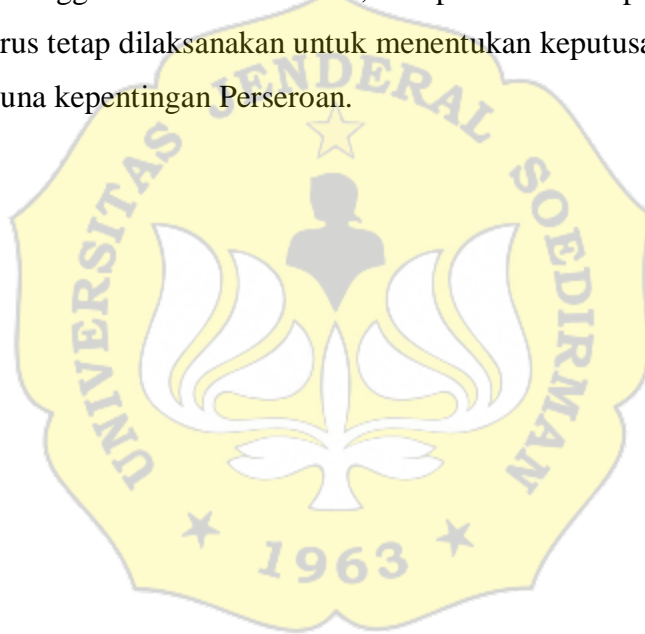 rus tetap dilaksanakan untuk menentukan keputusa
una kepentingan Perseroan.
UNIVERSITAS JENDERAL SOEDIRMAN
1963